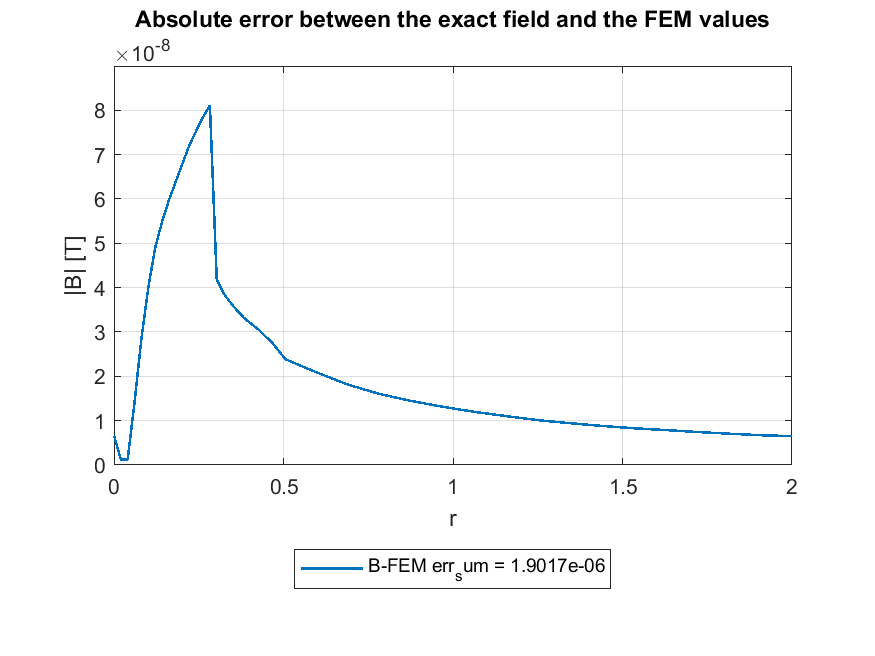 Absolute error between the exact field and the FEM values
×10⁻⁸
8
7
6
5
4
3
2
1
0
|B| [T]
0 0.5 1 1.5 2
r
B-FEM errₛum = 1.9017e-06